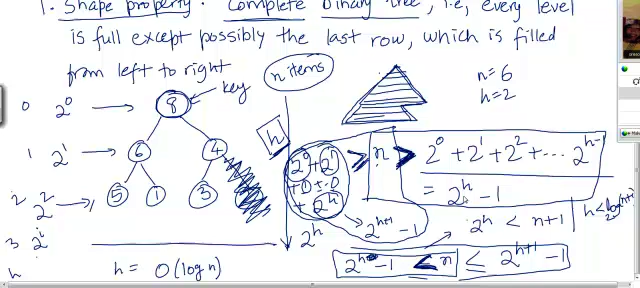 1. Shape Property: Complete Binary Tree, i.e, every level
is full except possibly the last row, which is filled
from left to right
n items
n=6
h=2
0 2^0
8
key
h
1 2^1
6
4
2 2^2
5
1
3
3 2^i
h
2^0 + 2^1
+ 2^h
> n > 2^0 + 2^1 + 2^2 + ... 2^{h-1}
= 2^h - 1
2^h
2^{h+1} - 1
2^h < n+1
2^h - 1 < n ≤ 2^{h+1} - 1
h = O(log n)